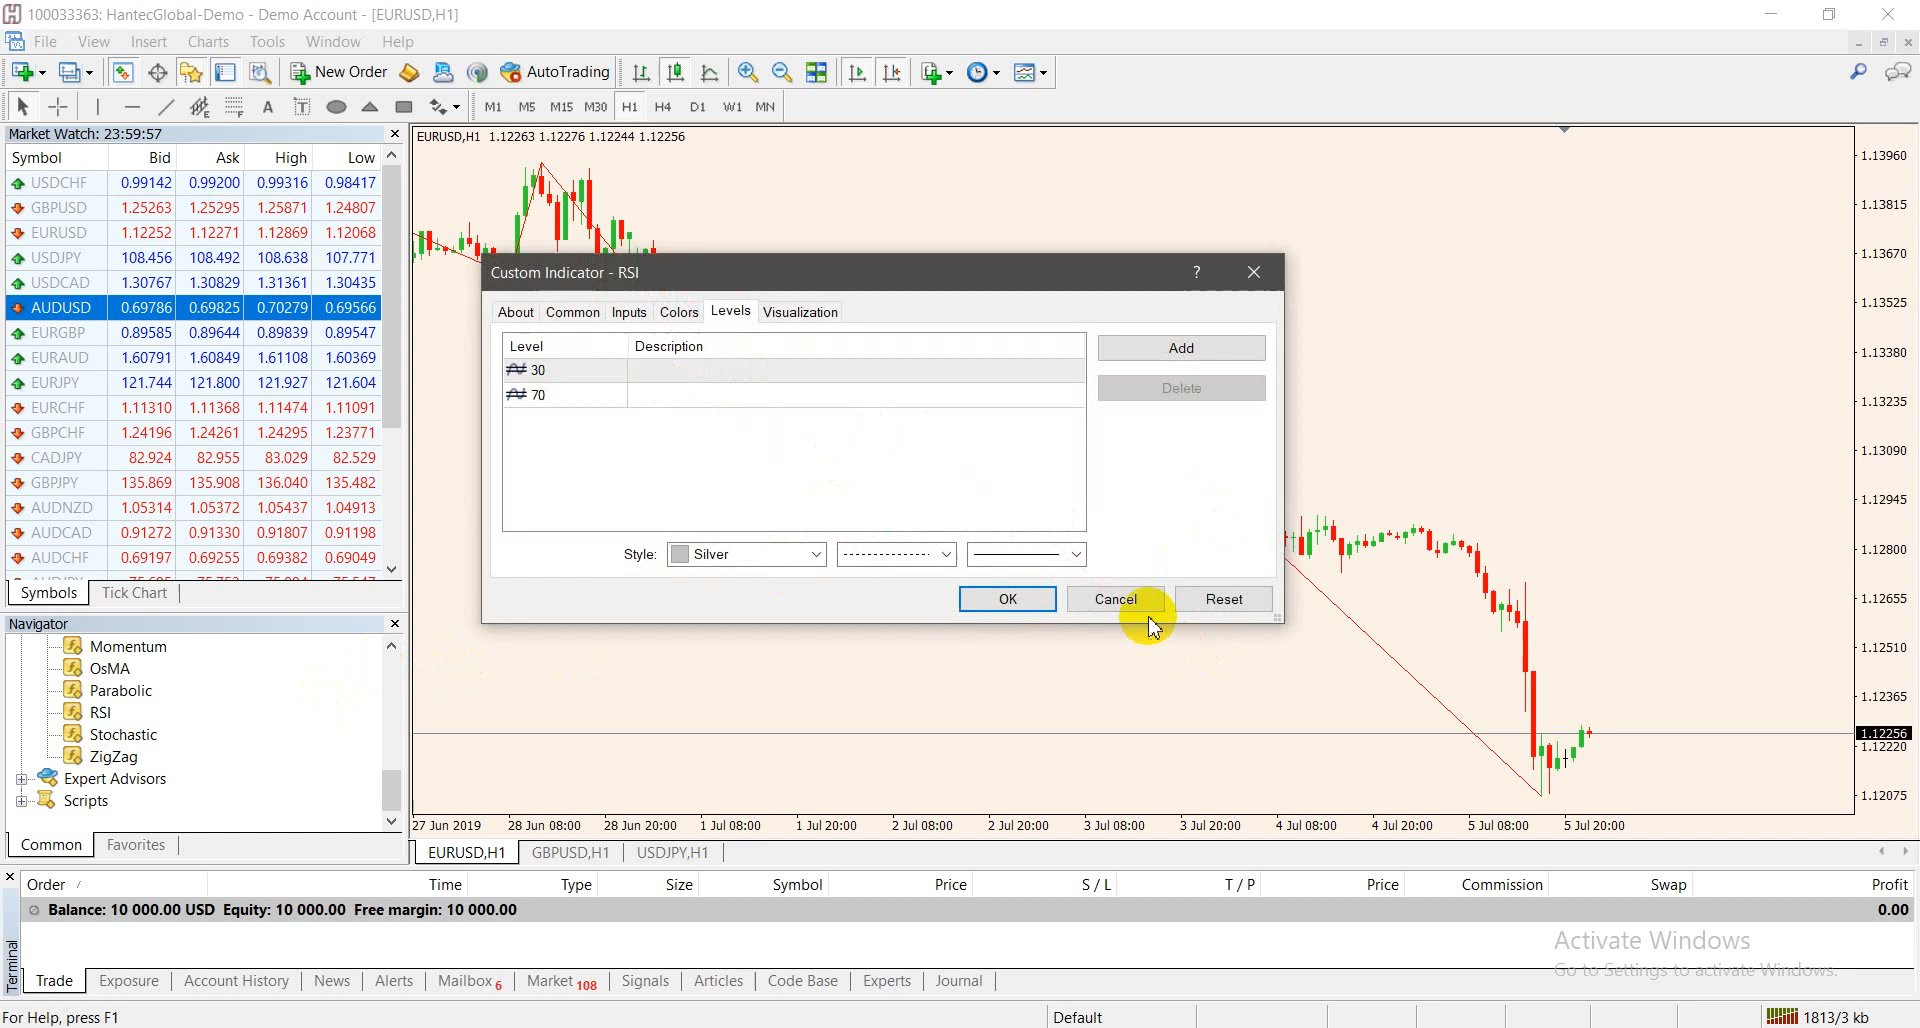 100033363: HantecGlobal-Demo - Demo Account - [EURUSD,H1]
File View Insert Charts Tools Window Help
New Order AutoTrading
A T M1 M5 M15 M30 H1 H4 D1 W1 MN
Market Watch: 23:59:57
Symbol Bid Ask High Low
USDCHF 0.99142 0.99200 0.99316 0.98417
GBPUSD 1.25263 1.25295 1.25871 1.24807
EURUSD 1.12252 1.12271 1.12869 1.12068
USDJPY 108.456 108.492 108.638 107.771
USDCAD 1.30767 1.30829 1.31361 1.30435
AUDUSD 0.69786 0.69825 0.70279 0.69566
EURGBP 0.89585 0.89644 0.89839 0.89547
EURAUD 1.60791 1.60849 1.61108 1.60369
EURJPY 121.744 121.800 121.927 121.604
EURCHF 1.11310 1.11368 1.11474 1.11091
GBPCHF 1.24196 1.24261 1.24295 1.23771
CADJPY 82.924 82.955 83.029 82.529
GBPJPY 135.869 135.908 136.040 135.482
AUDNZD 1.05314 1.05372 1.05437 1.04913
AUDCAD 0.91272 0.91330 0.91807 0.91198
AUDCHF 0.69197 0.69255 0.69382 0.69049
Symbols Tick Chart
Navigator
Momentum
OsMA
Parabolic
RSI
Stochastic
ZigZag
Expert Advisors
Scripts
Common Favorites
EURUSD,H1 1.12263 1.12276 1.12244 1.12256
Custom Indicator - RSI
?
About Common Inputs Colors Levels Visualization
Level Description
30
70
Add
Delete
Style: Silver
OK Cancel Reset
1.13960
1.13815
1.13670
1.13525
1.13380
1.13235
1.13090
1.12945
1.12800
1.12655
1.12510
1.12365
1.12256
1.12220
1.12075
27 Jun 2019 28 Jun 08:00 28 Jun 20:00 1 Jul 08:00 1 Jul 20:00 2 Jul 08:00 2 Jul 20:00 3 Jul 08:00 3 Jul 20:00 4 Jul 08:00 4 Jul 20:00 5 Jul 08:00 5 Jul 20:00
EURUSD,H1 GBPUSD,H1 USDJPY,H1
Order / Time Type Size Symbol Price S / L T / P Price Commission Swap Profit
Balance: 10 000.00 USD Equity: 10 000.00 Free margin: 10 000.00 0.00
Activate Windows
Go to Settings to activate Windows.
Terminal
Trade Exposure Account History News Alerts Mailbox 6 Market 108 Signals Articles Code Base Experts Journal
For Help, press F1 Default 1813/3 kb